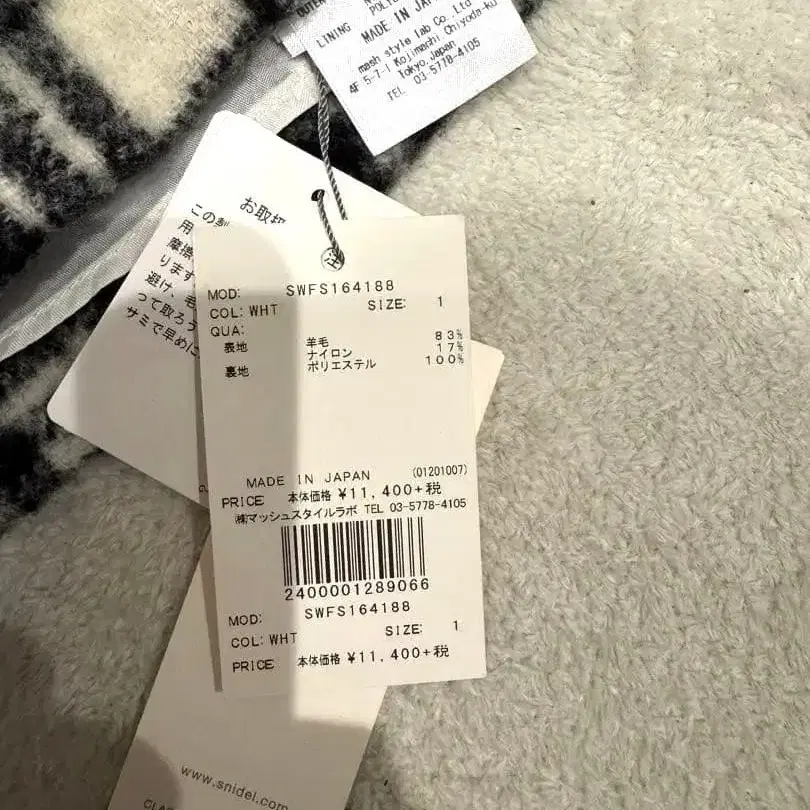 OUTER
LINING
MADE IN JAP
mash style lab Co.,Ltd
4F 5-7-1 Kojimachi,Chiyoda-ku
Tokyo,Japan
TEL 03-5778-4105
お取扱
この製
用
摩擦
ります
避け、毛
って取ろう
サミで早めに
MOD: SWFS164188
COL: WHT SIZE: 1
QUA:
表地 羊毛 83%
ナイロン 17%
裏地 ポリエステル 100%
MADE IN JAPAN (01201007)
PRICE 本体価格 ¥11,400+税
㈱マッシュスタイルラボ TEL 03-5778-4105
2400001289066
MOD: SWFS164188
COL: WHT SIZE: 1
PRICE 本体価格 ¥11,400+税
www.snidel.com/